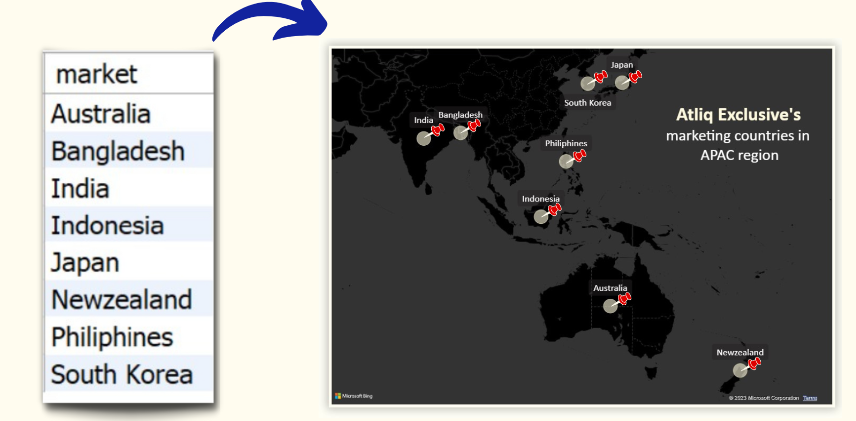 market
Australia
Bangladesh
India
Indonesia
Japan
Newzealand
Philiphines
South Korea
Japan
South Korea
Atliq Exclusive's
marketing countries in
APAC region
India
Bangladesh
Philiphines
Indonesia
Australia
Newzealand
Microsoft Bing
© 2023 Microsoft Corporation Terms